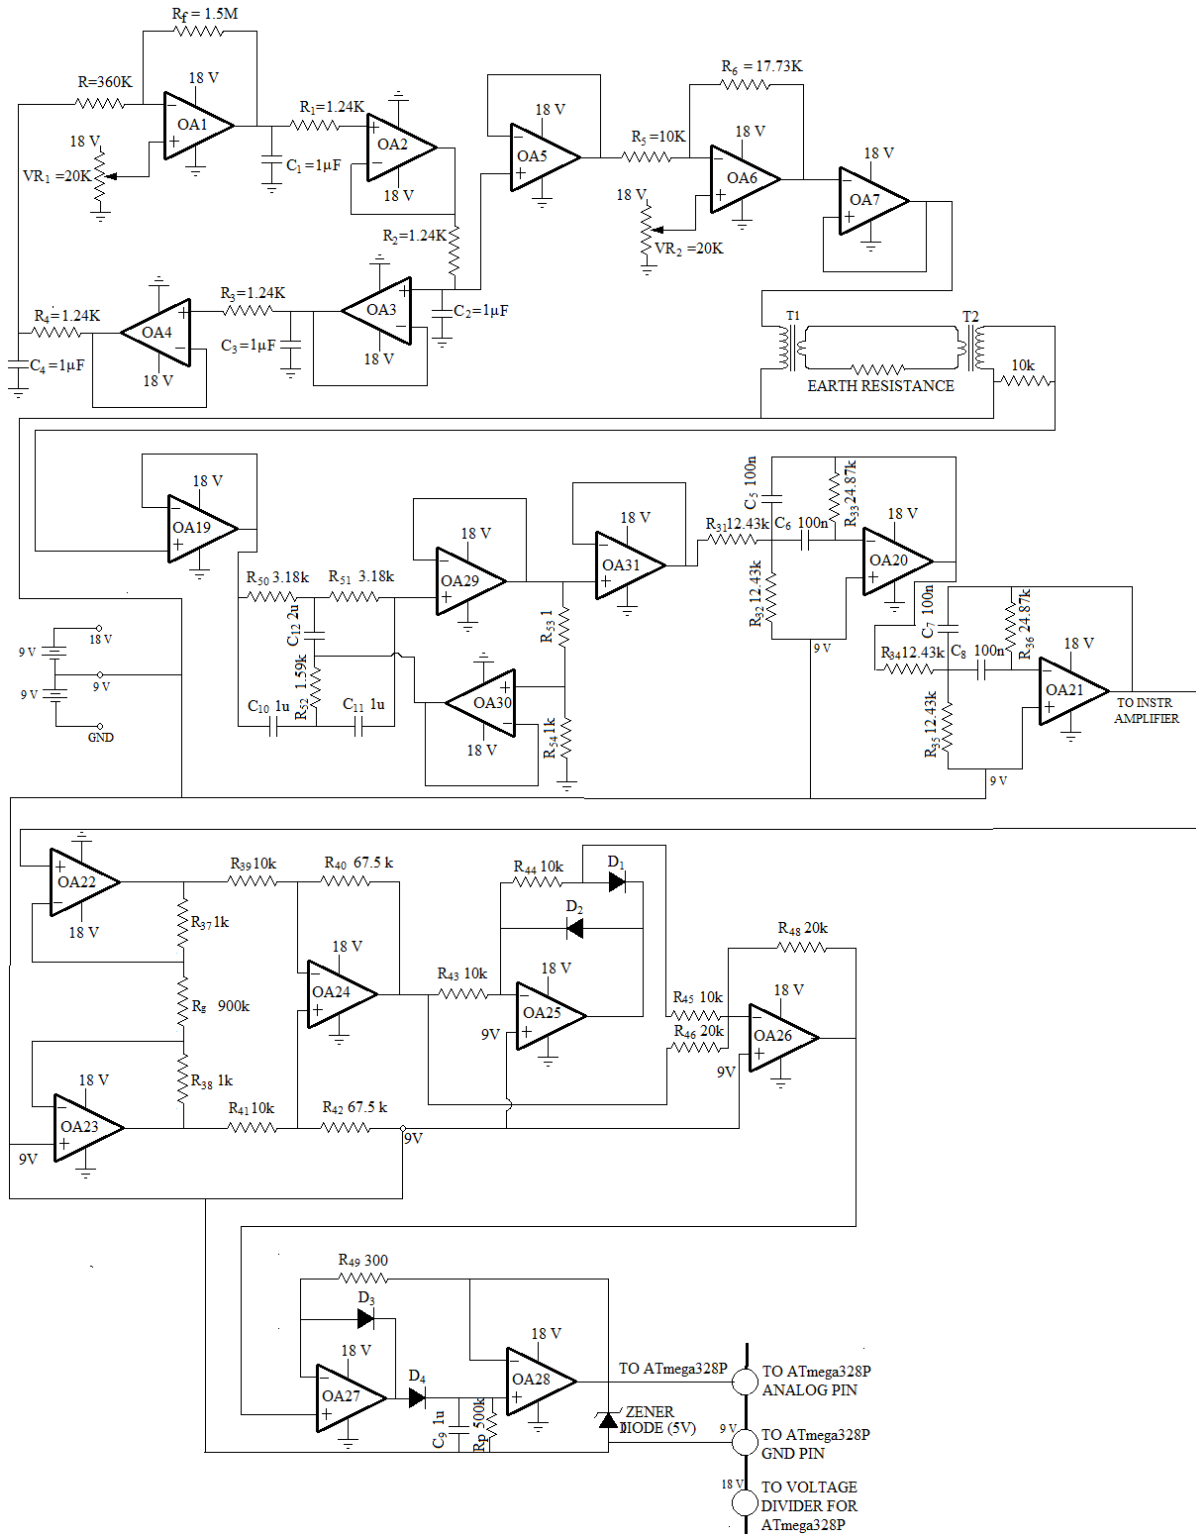 Rf = 1.5M
R=360K
18 V
OA1
18 V
VR1 =20K
R1=1.24K
C1=1µF
OA2
18 V
R2=1.24K
18 V
OA5
R5=10K
R6 = 17.73K
18 V
OA6
18 V
VR2 =20K
18 V
OA7
R4=1.24K
C4=1µF
OA4
18 V
R3=1.24K
C3=1µF
OA3
18 V
C2=1µF
T1
T2
EARTH RESISTANCE
10k
18 V
OA19
R50 3.18k
R51 3.18k
C12 2u
R52 1.59k
C10 1u
C11 1u
18 V
OA29
R53 1
OA30
18 V
R54 1k
18 V
OA31
R31 12.43k
C5 100n
C6 100n
R33 24.87k
R32 12.43k
18 V
OA20
9 V
R34 12.43k
C7 100n
C8 100n
R36 24.87k
R35 12.43k
18 V
OA21
9 V
TO INSTR
AMPLIFIER
9 V
18 V
9 V
9 V
GND
OA22
18 V
R37 1k
Rg 900k
R38 1k
18 V
OA23
9V
R39 10k
R40 67.5 k
18 V
OA24
R41 10k
R42 67.5 k
9V
R43 10k
R44 10k
D1
D2
18 V
OA25
9V
R45 10k
R46 20k
R48 20k
18 V
OA26
9V
R49 300
D3
18 V
OA27
D4
C9 1u
Rp 500k
18 V
OA28
ZENER
DIODE (5V)
TO ATmega328P
TO ATmega328P
ANALOG PIN
9 V
TO ATmega328P
GND PIN
18 V
TO VOLTAGE
DIVIDER FOR
ATmega328P